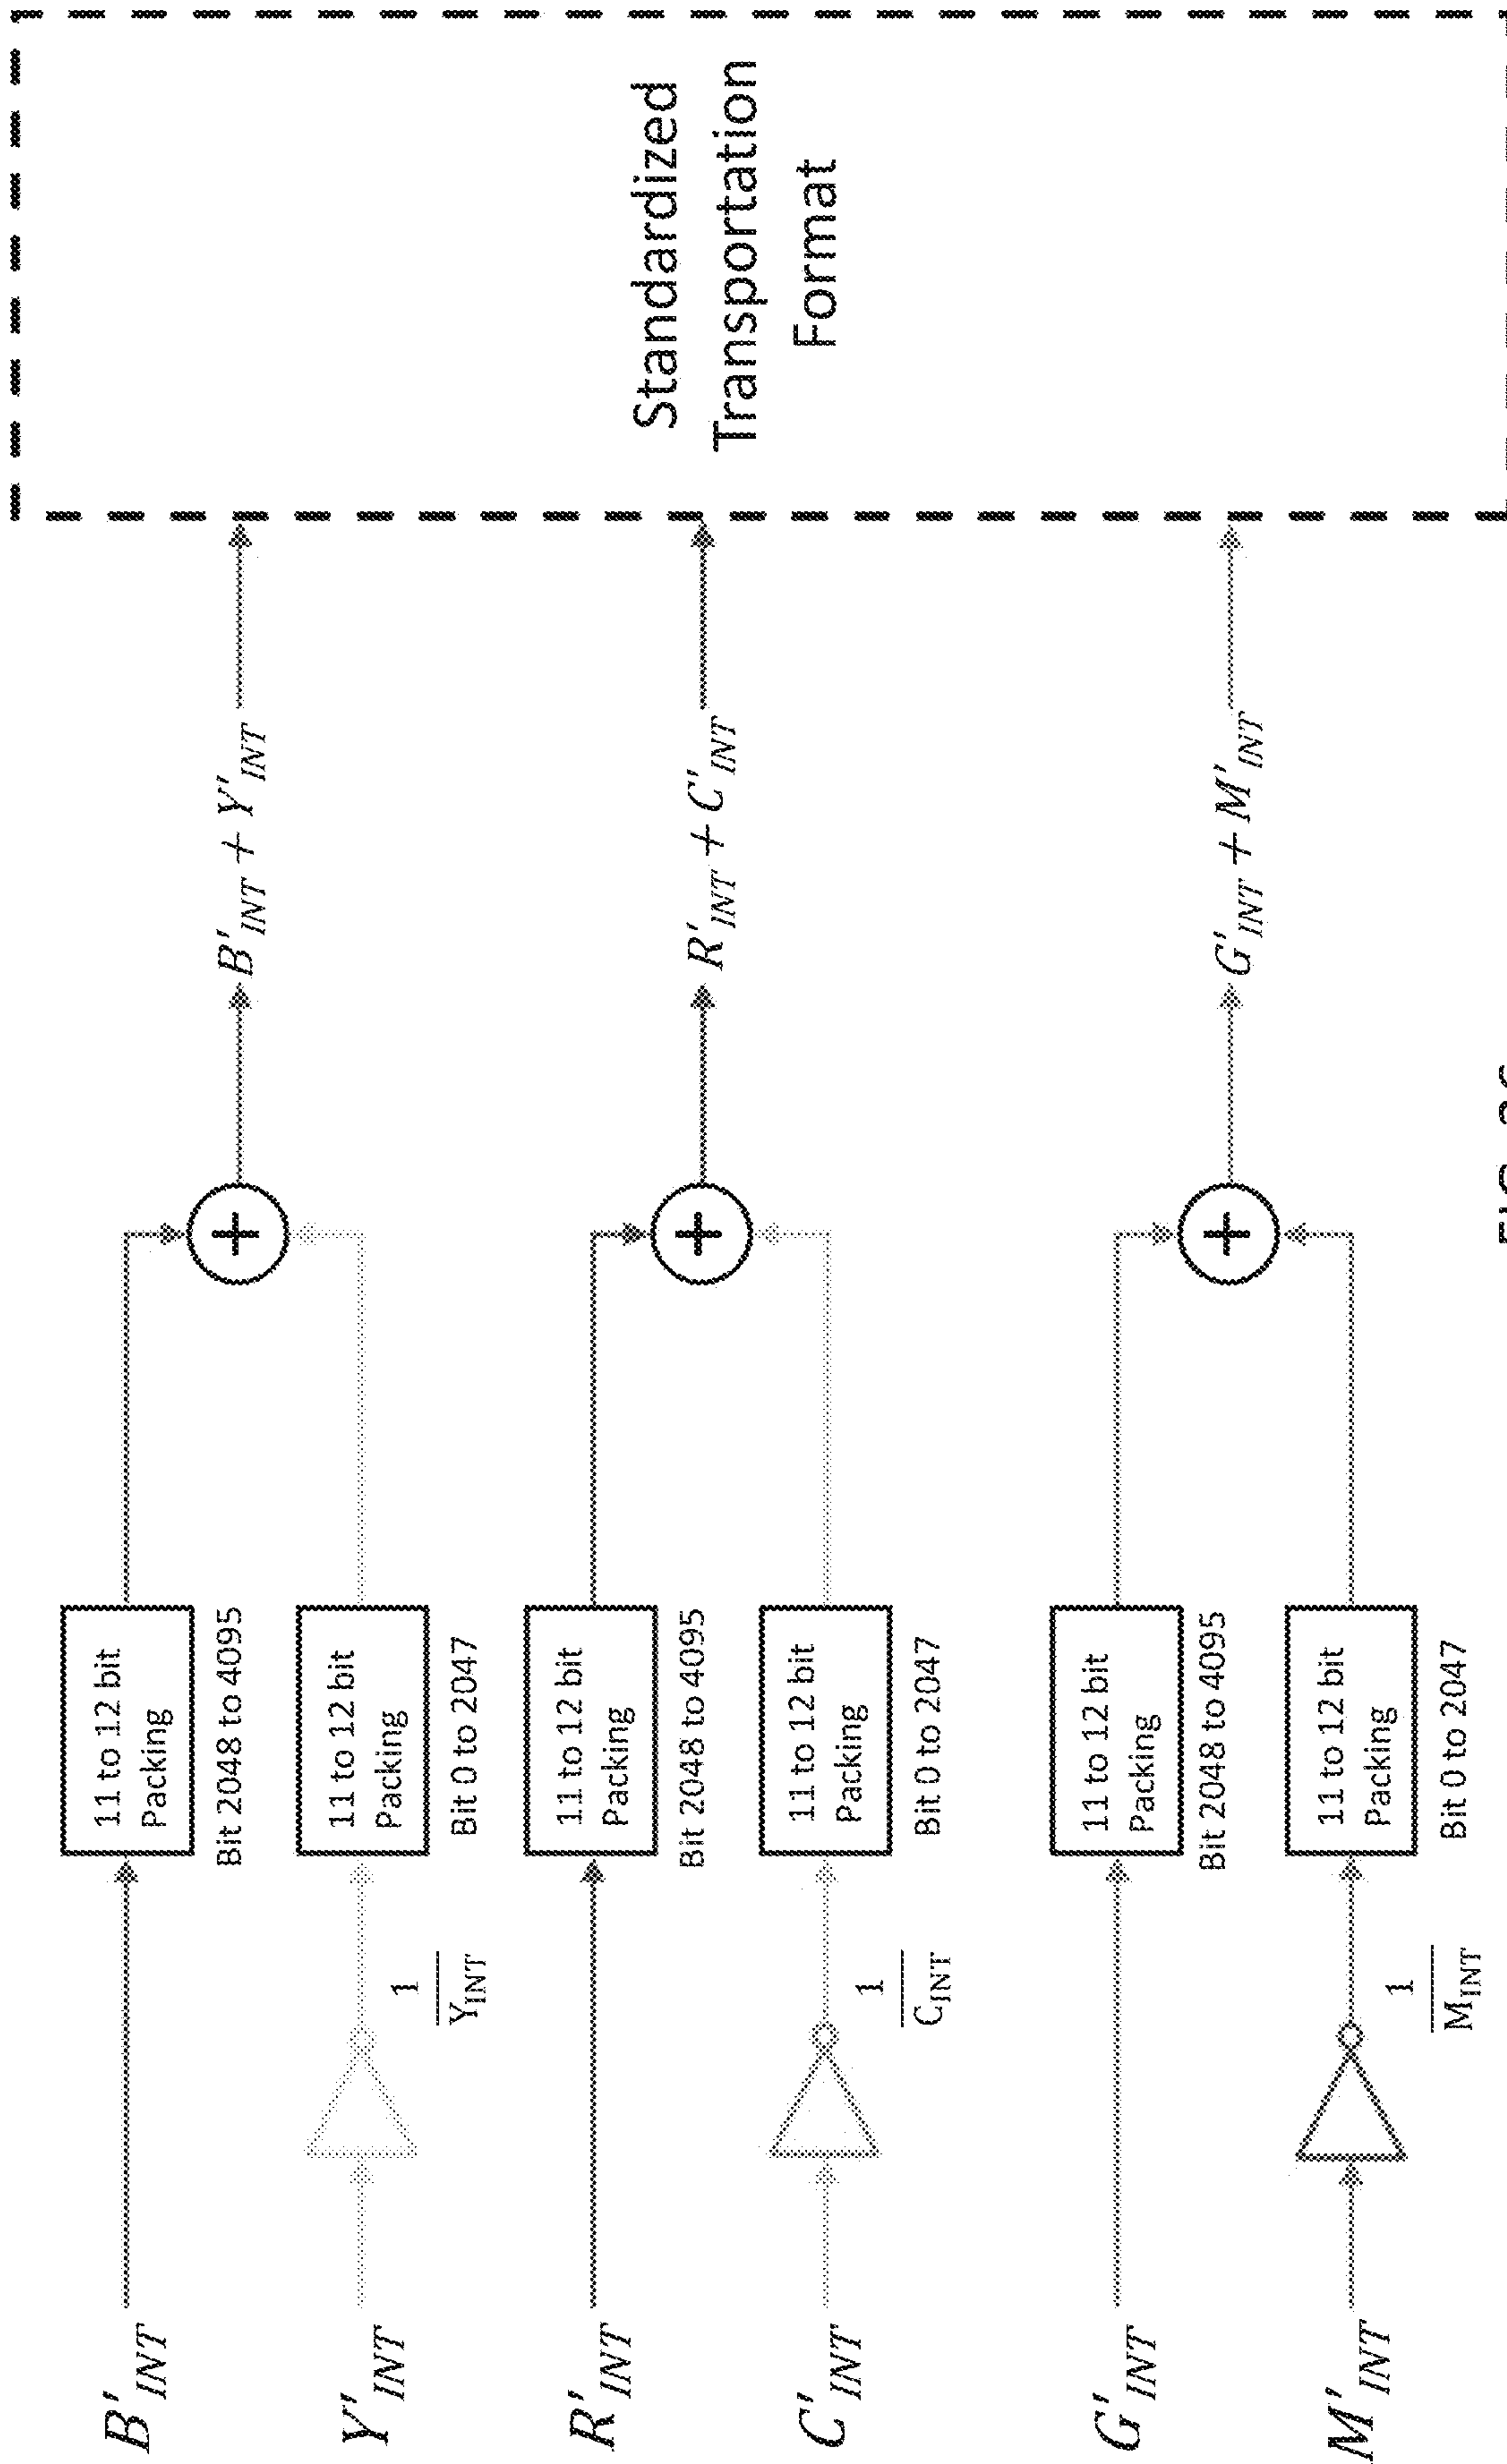 B'INT
11 to 12 bit
Packing
Bit 2048 to 4095
+
B'INT + Y'INT
Y'INT
1
YINT
11 to 12 bit
Packing
Bit 0 to 2047
R'INT
11 to 12 bit
Packing
Bit 2048 to 4095
+
R'INT + C'INT
C'INT
1
CINT
11 to 12 bit
Packing
Bit 0 to 2047
G'INT
11 to 12 bit
Packing
Bit 2048 to 4095
+
G'INT + M'INT
M'INT
1
MINT
11 to 12 bit
Packing
Bit 0 to 2047
Standardized
Transportation
Format